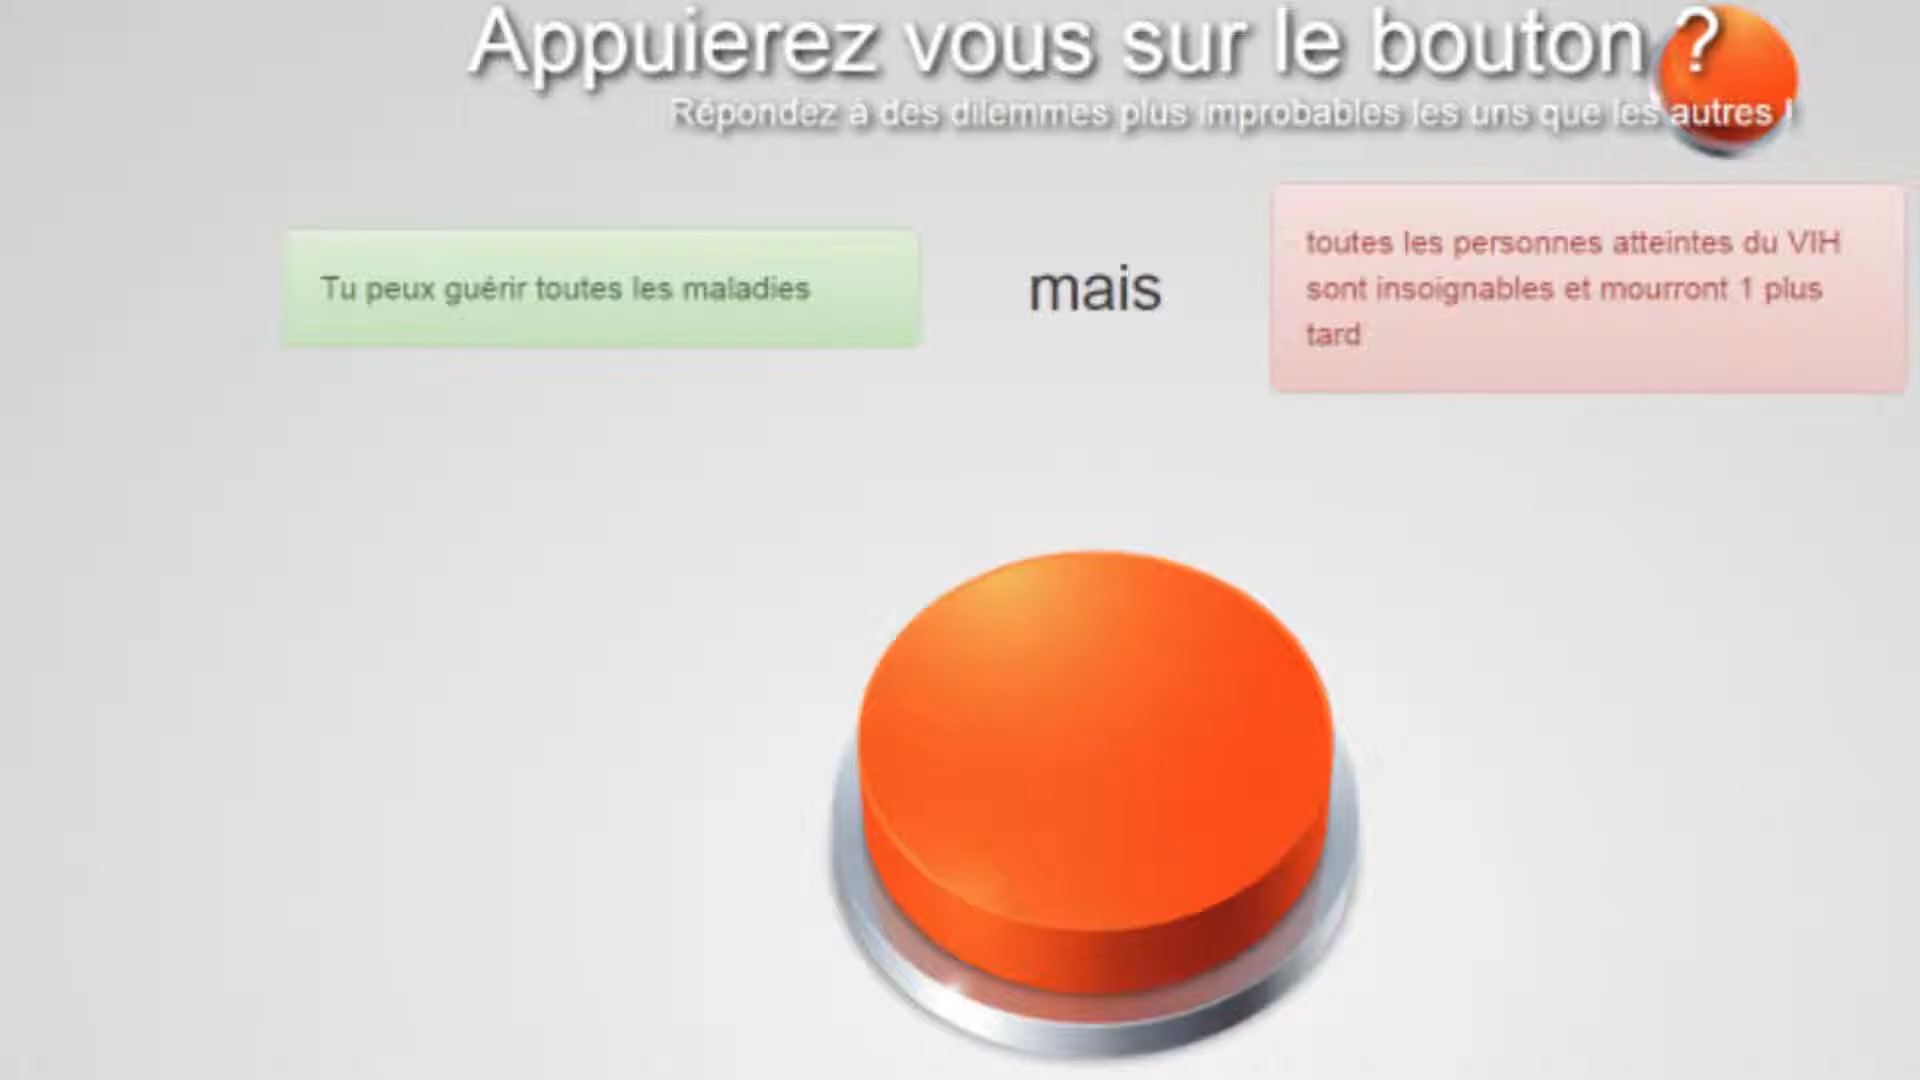 Appuierez vous sur le bouton ?
Répondez à des dilemmes plus improbables les uns que les autres !
Tu peux guérir toutes les maladies
mais
toutes les personnes atteintes du VIH
sont insoignables et mourront 1 plus
tard